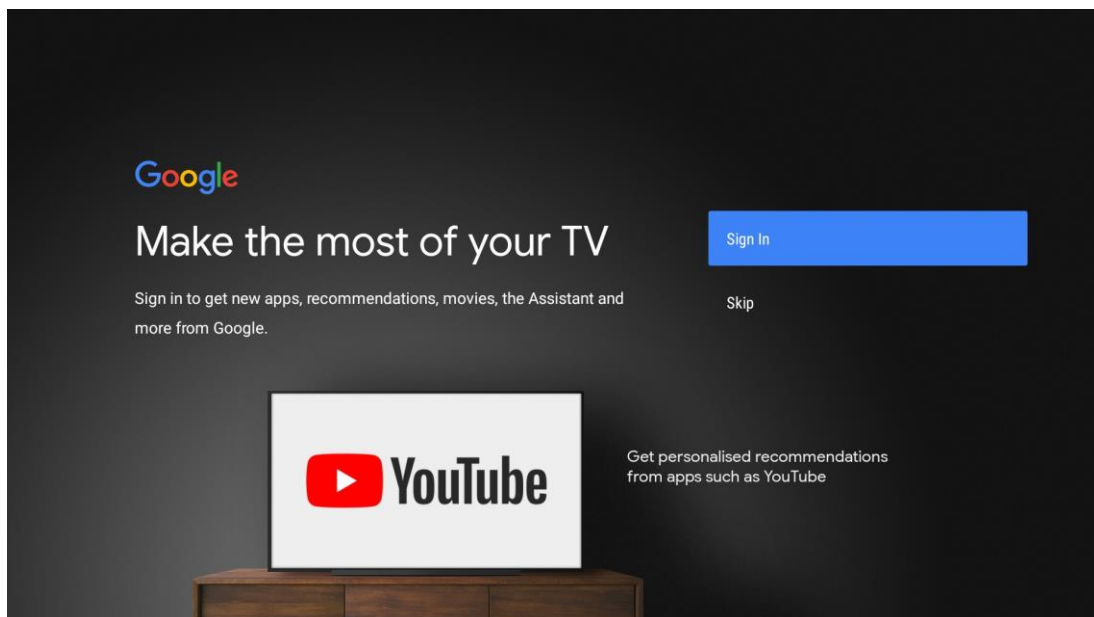 Google
Make the most of your TV
Sign in to get new apps, recommendations, movies, the Assistant and
more from Google.
Sign In
Skip
YouTube
Get personalised recommendations
from apps such as YouTube